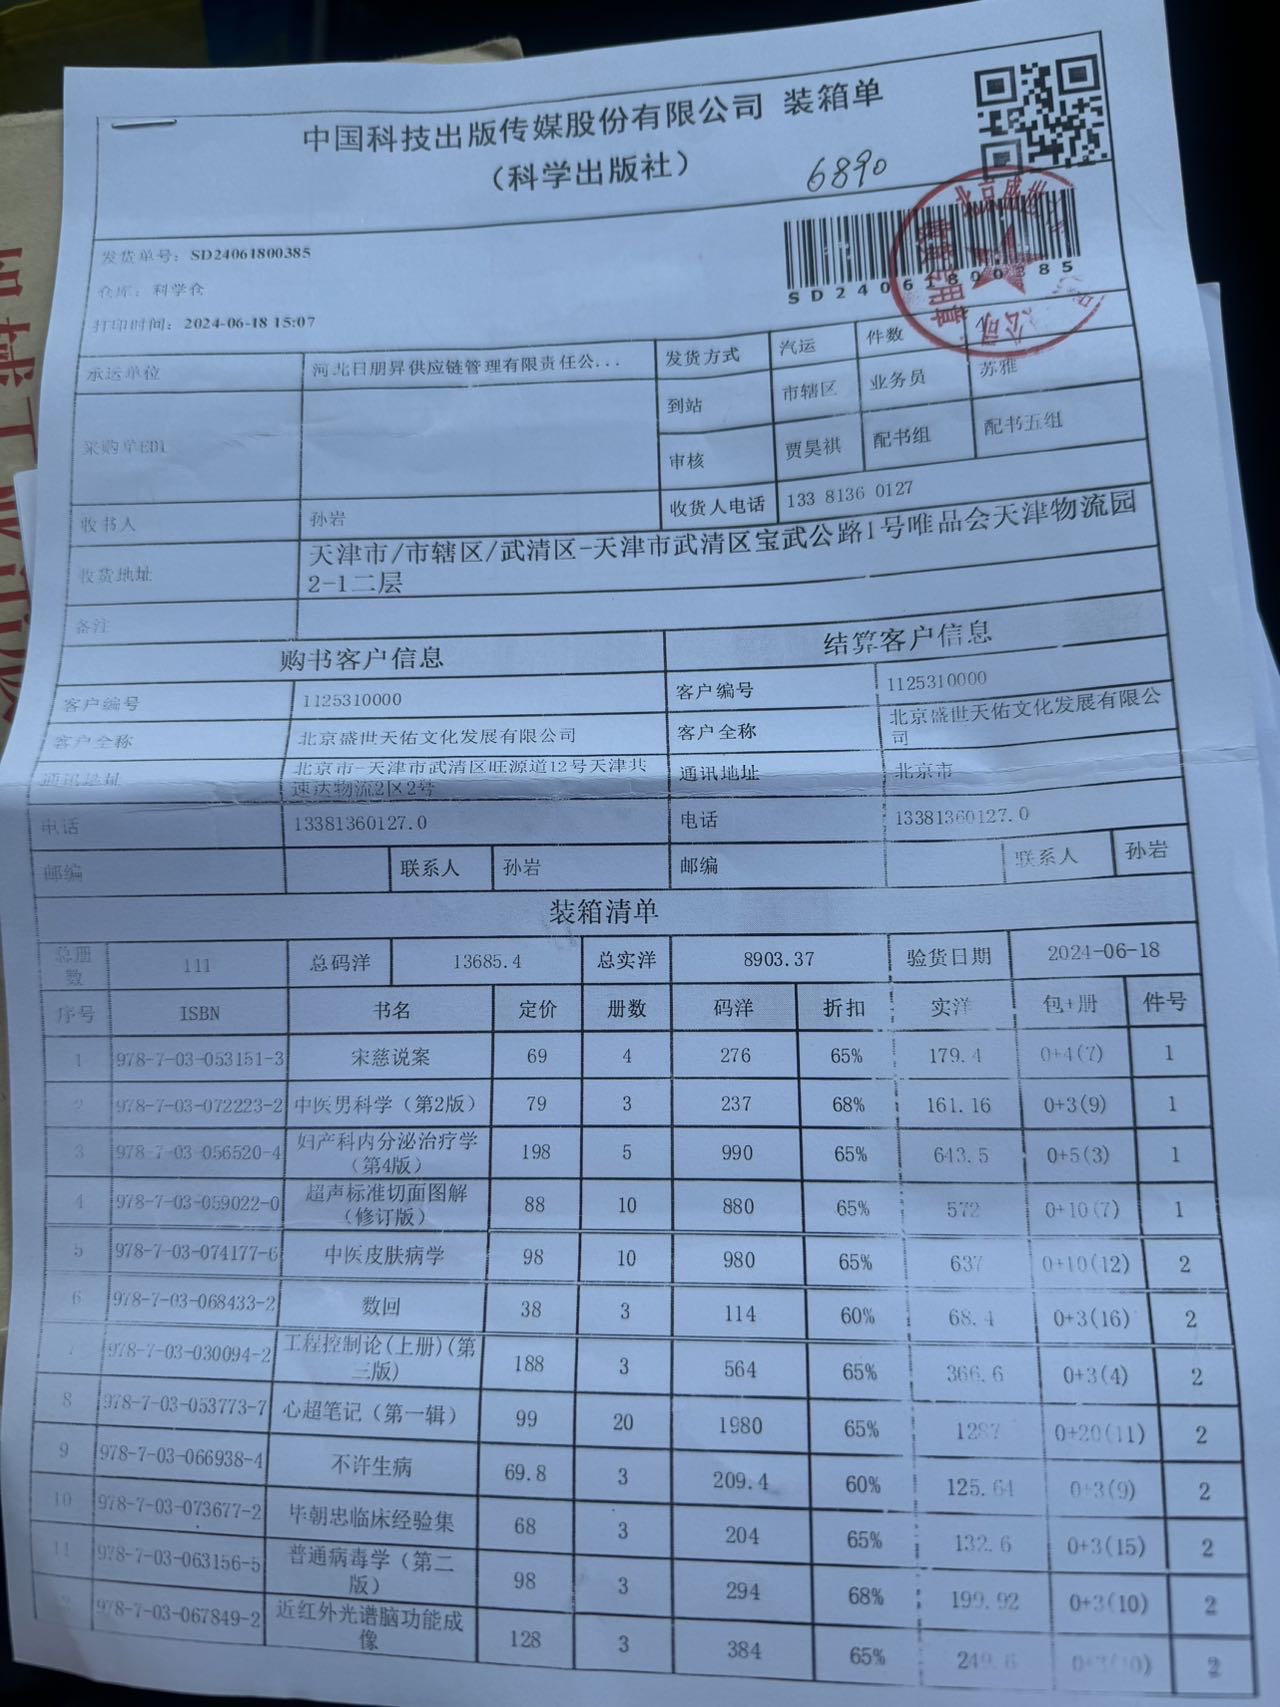 中国科技出版传媒股份有限公司 装箱单
（科学出版社）
6890
发货单号：SD24061800385
SD24061800385
仓库：科学仓
打印时间：2024-06-18 15:07
承运单位 河北日朋昇供应链管理有限责任公... 发货方式 汽运 件数
到站 市辖区 业务员 苏雅
采购单EDI 审核 贾昊祺 配书组 配书五组
收书人 孙岩 收货人电话 133 8136 0127
收货地址 天津市/市辖区/武清区-天津市武清区宝武公路1号唯品会天津物流园
2-1二层
备注
购书客户信息 结算客户信息
客户编号 1125310000 客户编号 1125310000
客户全称 北京盛世天佑文化发展有限公司 客户全称 北京盛世天佑文化发展有限公
司
通讯地址 北京市-天津市武清区旺源道12号天津共
速达物流2区2号 通讯地址 北京市
电话 13381360127.0 电话 13381360127.0
邮编 联系人 孙岩 邮编 联系人 孙岩
装箱清单
总册
数 111 总码洋 13685.4 总实洋 8903.37 验货日期 2024-06-18
序号 ISBN 书名 定价 册数 码洋 折扣 实洋 包+册 件号
1 978-7-03-053151-3 宋慈说案 69 4 276 65% 179.4 0+4(7) 1
2 978-7-03-072223-2 中医男科学（第2版） 79 3 237 68% 161.16 0+3(9) 1
3 978-7-03-056520-4 妇产科内分泌治疗学
（第4版） 198 5 990 65% 643.5 0+5(3) 1
4 978-7-03-059022-0 超声标准切面图解
（修订版） 88 10 880 65% 572 0+10(7) 1
5 978-7-03-074177-6 中医皮肤病学 98 10 980 65% 637 0+10(12) 2
6 978-7-03-068433-2 数回 38 3 114 60% 68.4 0+3(16) 2
7 978-7-03-030094-2 工程控制论(上册)(第
三版) 188 3 564 65% 366.6 0+3(4) 2
8 978-7-03-053773-7 心超笔记（第一辑） 99 20 1980 65% 1287 0+20(11) 2
9 978-7-03-066938-4 不许生病 69.8 3 209.4 60% 125.64 0+3(9) 2
10 978-7-03-073677-2 毕朝忠临床经验集 68 3 204 65% 132.6 0+3(15) 2
11 978-7-03-063156-5 普通病毒学（第二
版） 98 3 294 68% 199.92 0+3(10) 2
12 978-7-03-067849-2 近红外光谱脑功能成
像 128 3 384 65% 249.6 2